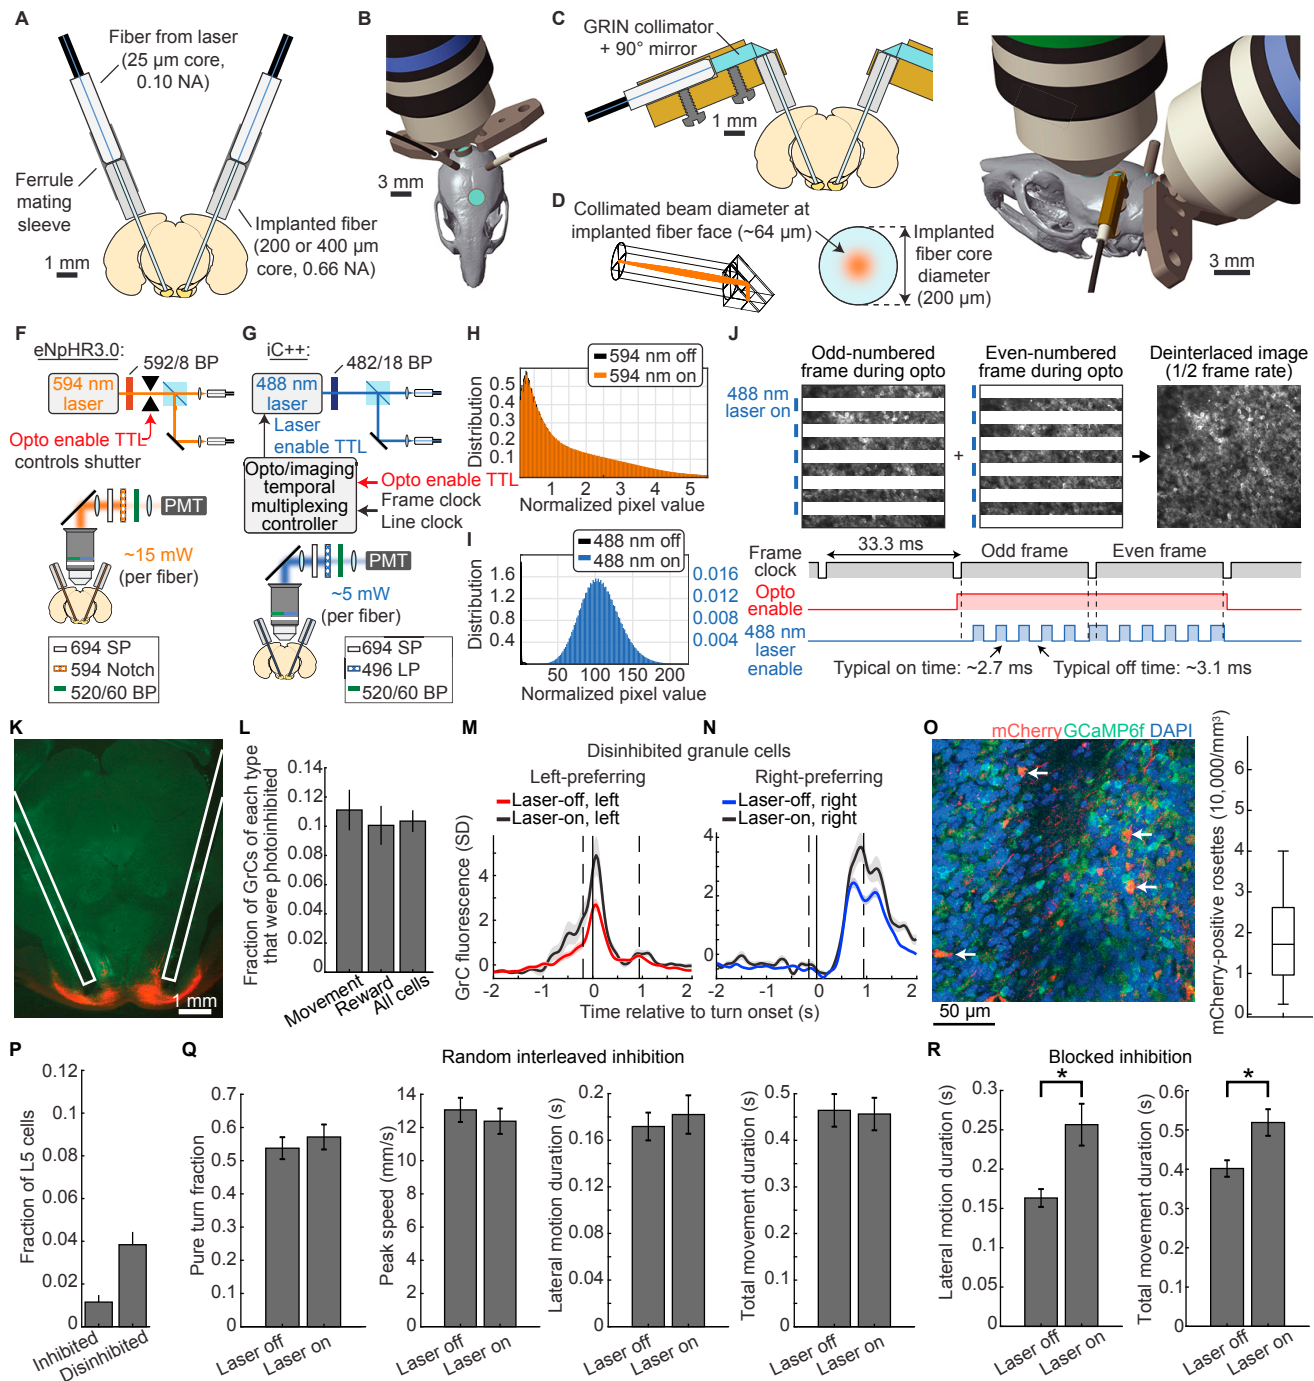 A
Fiber from laser
(25 µm core,
0.10 NA)
Ferrule
mating
sleeve
Implanted fiber
(200 or 400 µm
core, 0.66 NA)
1 mm
B
3 mm
C
GRIN collimator
+ 90° mirror
1 mm
D
Collimated beam diameter at
implanted fiber face (~64 µm)
Implanted
fiber core
diameter
(200 µm)
E
3 mm
F
eNpHR3.0:
592/8 BP
594 nm
laser
Opto enable TTL
controls shutter
PMT
~15 mW
(per fiber)
694 SP
594 Notch
520/60 BP
G
iC++:
482/18 BP
488 nm
laser
Laser
enable TTL
Opto/imaging
temporal
multiplexing
controller
Opto enable TTL
Frame clock
Line clock
PMT
~5 mW
(per fiber)
694 SP
496 LP
520/60 BP
H
594 nm off
594 nm on
Distribution
0.5
0.4
0.3
0.2
0.1
1 2 3 4 5
Normalized pixel value
I
488 nm off
488 nm on
Distribution
1.6
1.2
0.8
0.4
0.016
0.012
0.008
0.004
50 100 150 200
Normalized pixel value
J
Odd-numbered
frame during opto
Even-numbered
frame during opto
Deinterlaced image
(1/2 frame rate)
488 nm
laser on
+
Frame
clock
33.3 ms
Odd frame
Even frame
Opto
enable
488 nm
laser
enable
Typical on time: ~2.7 ms
Typical off time: ~3.1 ms
K
1 mm
L
Fraction of GrCs of each type
that were photoinhibited
0.14
0.12
0.1
0.08
0.06
0.04
0.02
0
Movement
Reward
All cells
Disinhibited granule cells
M
Left-preferring
Laser-off, left
Laser-on, left
GrC fluorescence (SD)
6
4
2
0
-2 -1 0 1 2
N
Right-preferring
Laser-off, right
Laser-on, right
4
2
0
-2 -1 0 1 2
Time relative to turn onset (s)
O
mCherry GCaMP6f DAPI
50 µm
mCherry-positive rosettes (10,000/mm³)
6
5
4
3
2
1
0
P
Fraction of L5 cells
0.12
0.1
0.08
0.06
0.04
0.02
0
Inhibited
Disinhibited
Q
Random interleaved inhibition
Pure turn fraction
0.7
0.6
0.5
0.4
0.3
0.2
0.1
0
Laser off
Laser on
Peak speed (mm/s)
14
12
10
8
6
4
2
0
Laser off
Laser on
Lateral motion duration (s)
0.2
0.16
0.12
0.08
0.04
0
Laser off
Laser on
Total movement duration (s)
0.5
0.4
0.3
0.2
0.1
0
Laser off
Laser on
R
Blocked inhibition
Lateral motion duration (s)
0.3
0.25
0.2
0.15
0.1
0.05
0
*
Laser off
Laser on
Total movement duration (s)
0.6
0.5
0.4
0.3
0.2
0.1
0
*
Laser off
Laser on